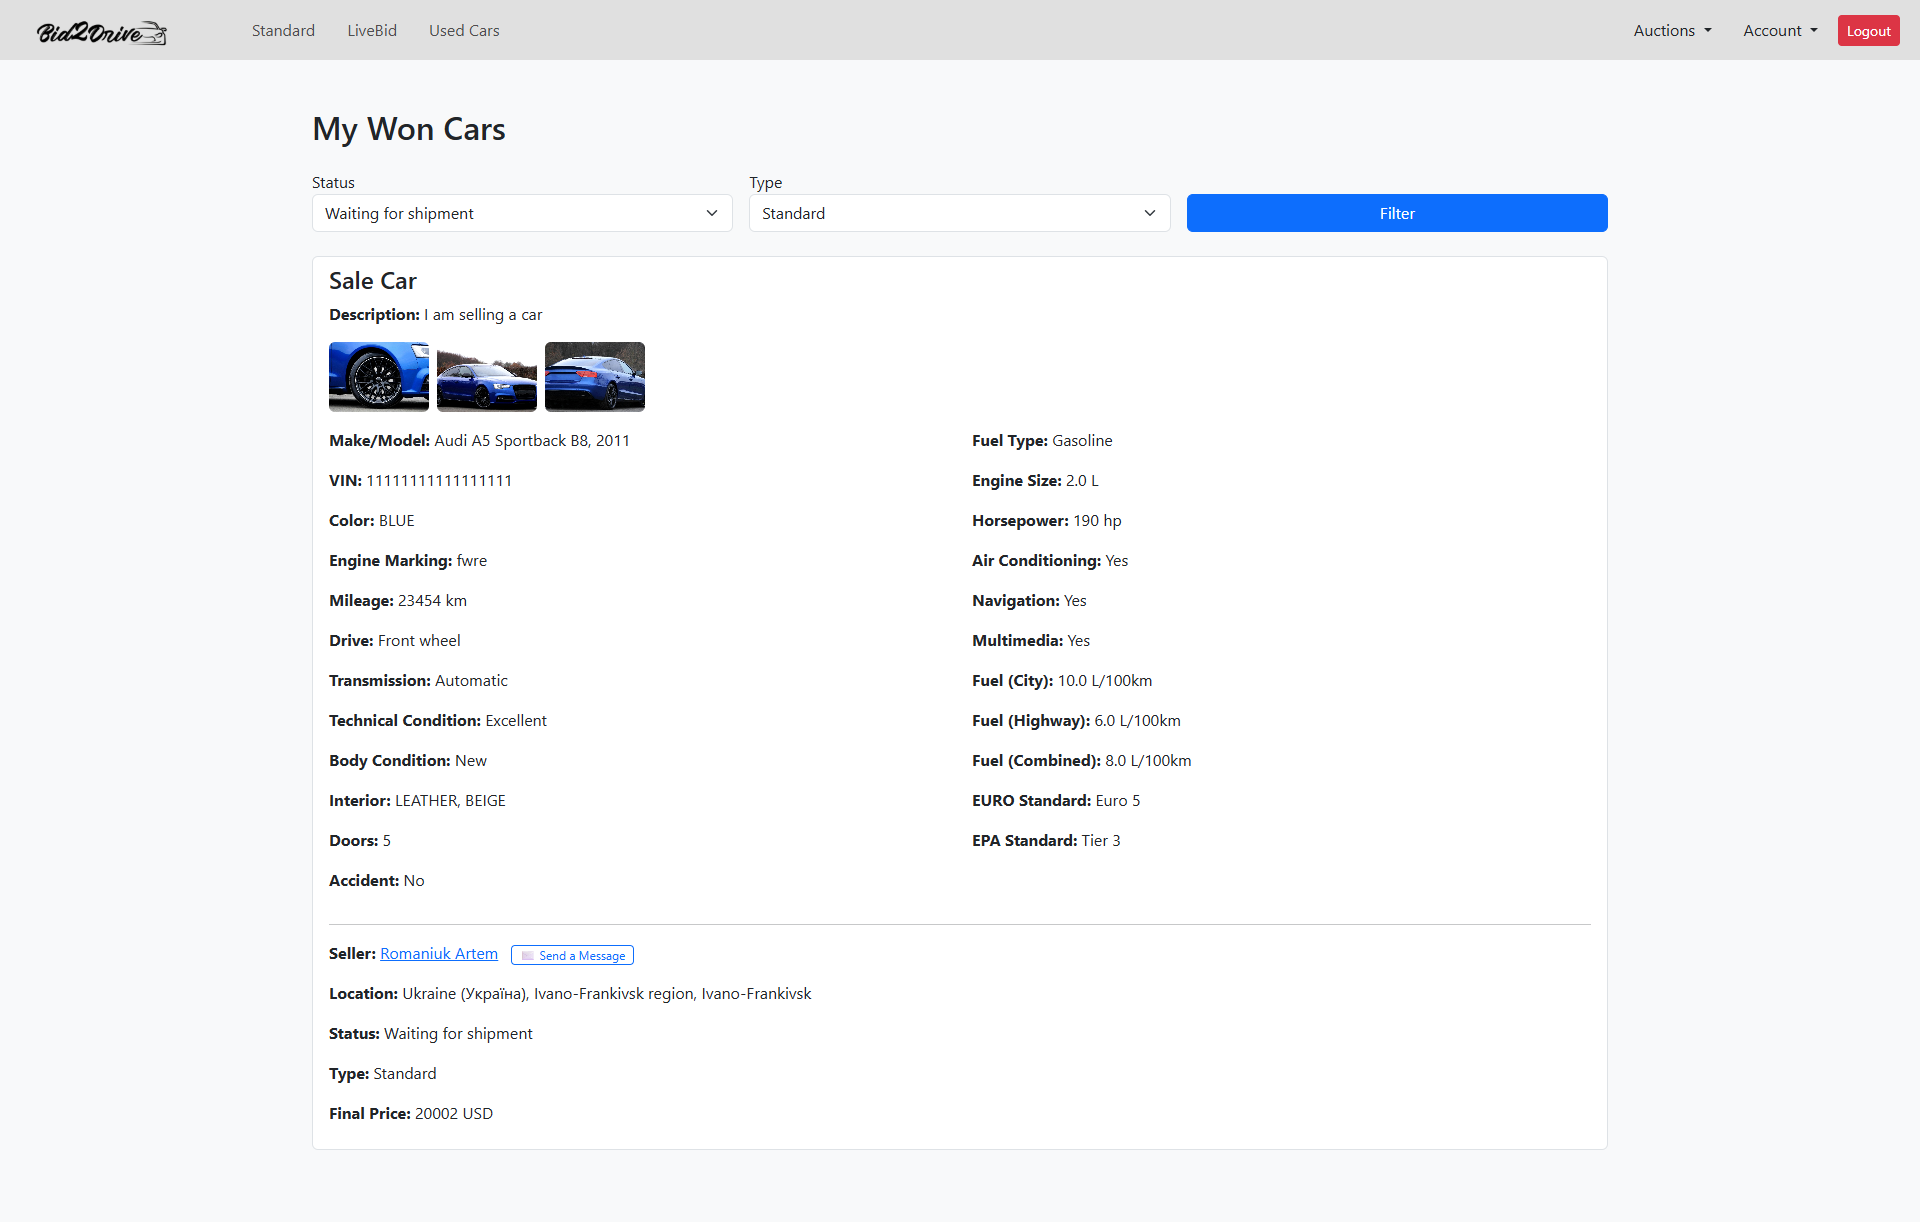 Bid2Drive
Standard LiveBid Used Cars
Auctions Account Logout
My Won Cars
Status
Type
Waiting for shipment
Standard
Filter
Sale Car
Description: I am selling a car
Make/Model: Audi A5 Sportback B8, 2011
Fuel Type: Gasoline
VIN: 11111111111111111
Engine Size: 2.0 L
Color: BLUE
Horsepower: 190 hp
Engine Marking: fwre
Air Conditioning: Yes
Mileage: 23454 km
Navigation: Yes
Drive: Front wheel
Multimedia: Yes
Transmission: Automatic
Fuel (City): 10.0 L/100km
Technical Condition: Excellent
Fuel (Highway): 6.0 L/100km
Body Condition: New
Fuel (Combined): 8.0 L/100km
Interior: LEATHER, BEIGE
EURO Standard: Euro 5
Doors: 5
EPA Standard: Tier 3
Accident: No
Seller: Romaniuk Artem Send a Message
Location: Ukraine (Україна), Ivano-Frankivsk region, Ivano-Frankivsk
Status: Waiting for shipment
Type: Standard
Final Price: 20002 USD